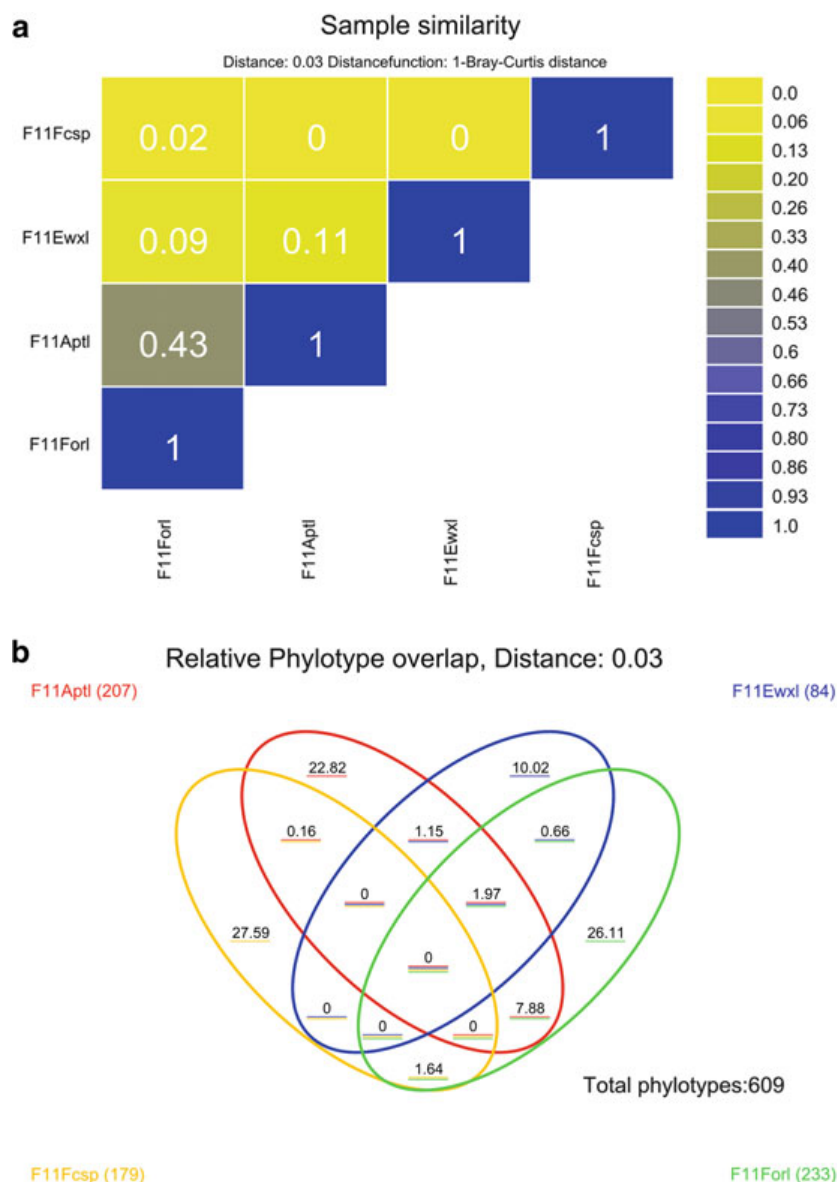 a
Sample similarity
Distance: 0.03 Distancefunction: 1-Bray-Curtis distance
F11Fcsp 0.02 0 0 1
F11Ewxl 0.09 0.11 1
F11Aptl 0.43 1
F11Forl 1
F11Forl F11Aptl F11Ewxl F11Fcsp
0.0
0.06
0.13
0.20
0.26
0.33
0.40
0.46
0.53
0.6
0.66
0.73
0.80
0.86
0.93
1.0
b
Relative Phylotype overlap, Distance: 0.03
F11Aptl (207) F11Ewxl (84)
22.82 10.02
0.16 1.15 0.66
0 1.97
27.59 26.11
0
0 7.88
0 0
1.64
Total phylotypes:609
F11Fcsp (179) F11Forl (233)